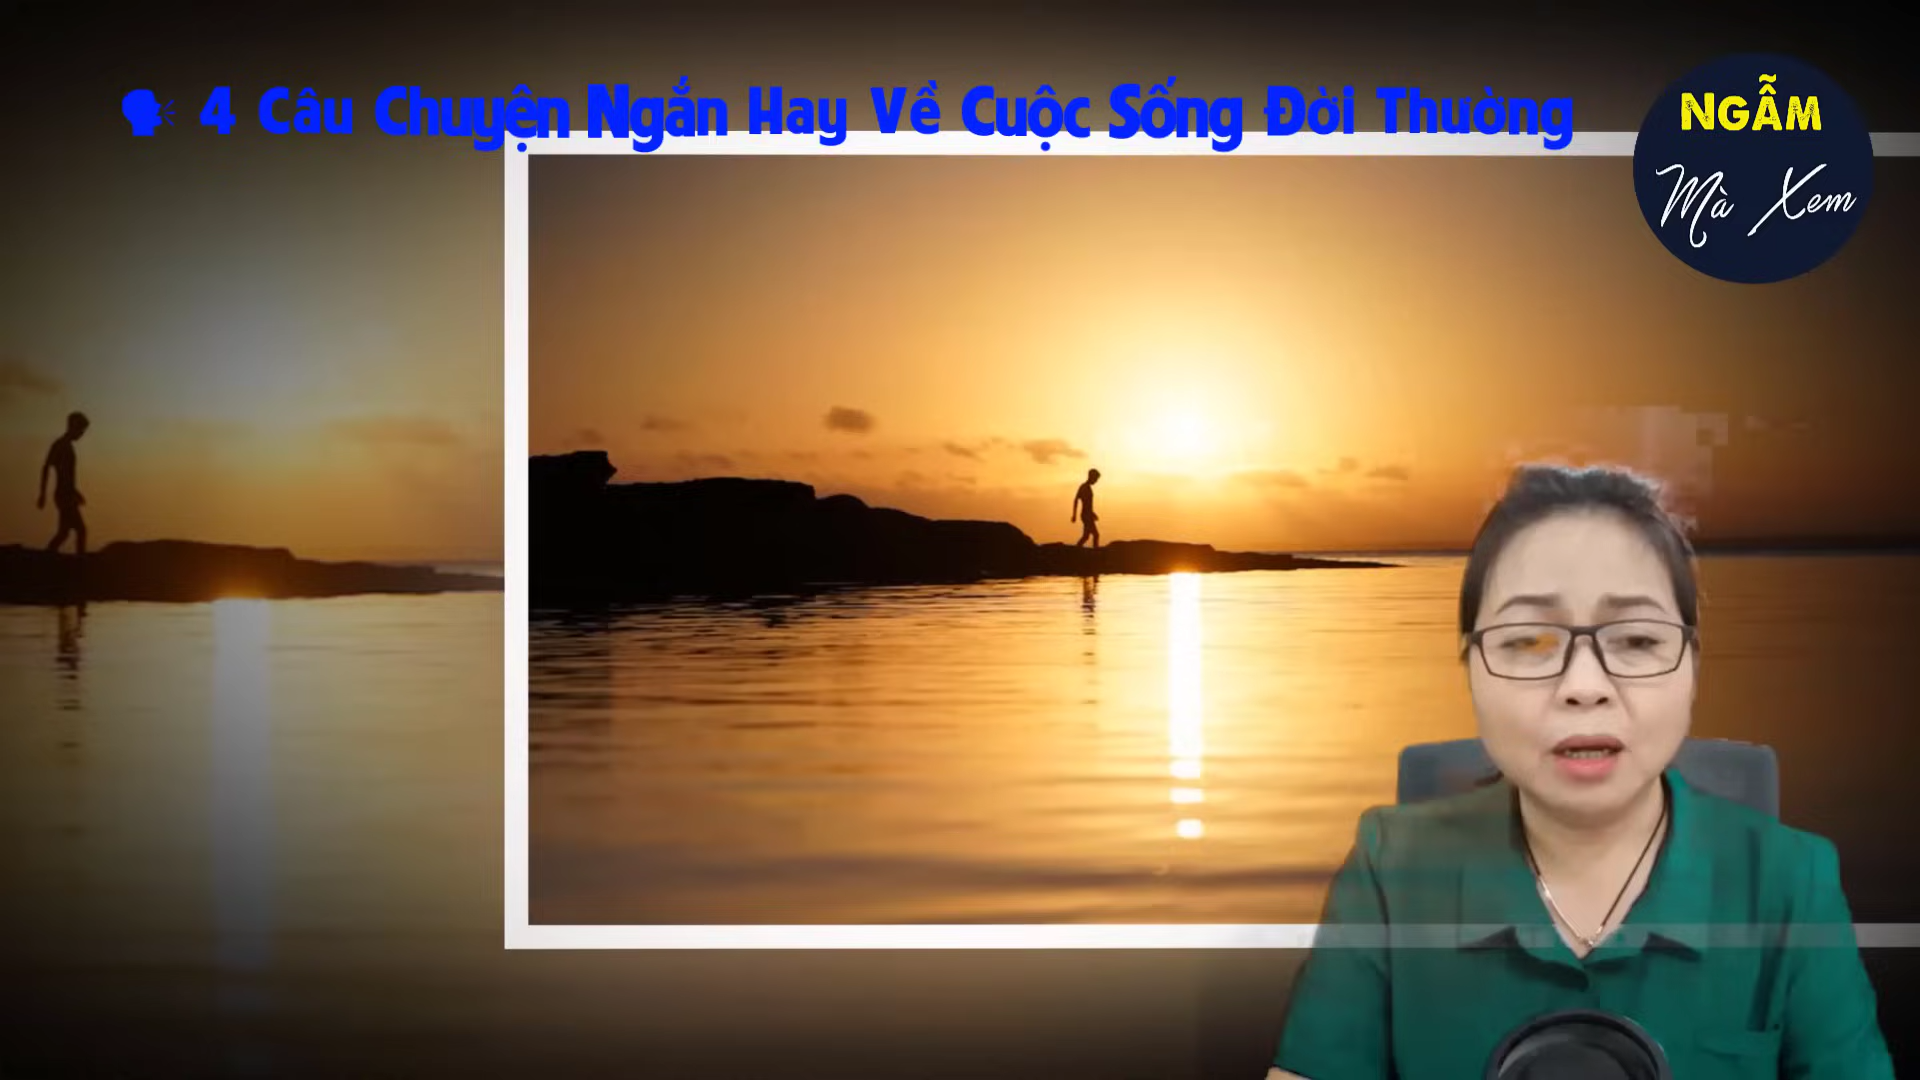 4 Câu Chuyện Ngắn Hay Về Cuộc Sống Đời Thường
NGẪM
Mà Xem